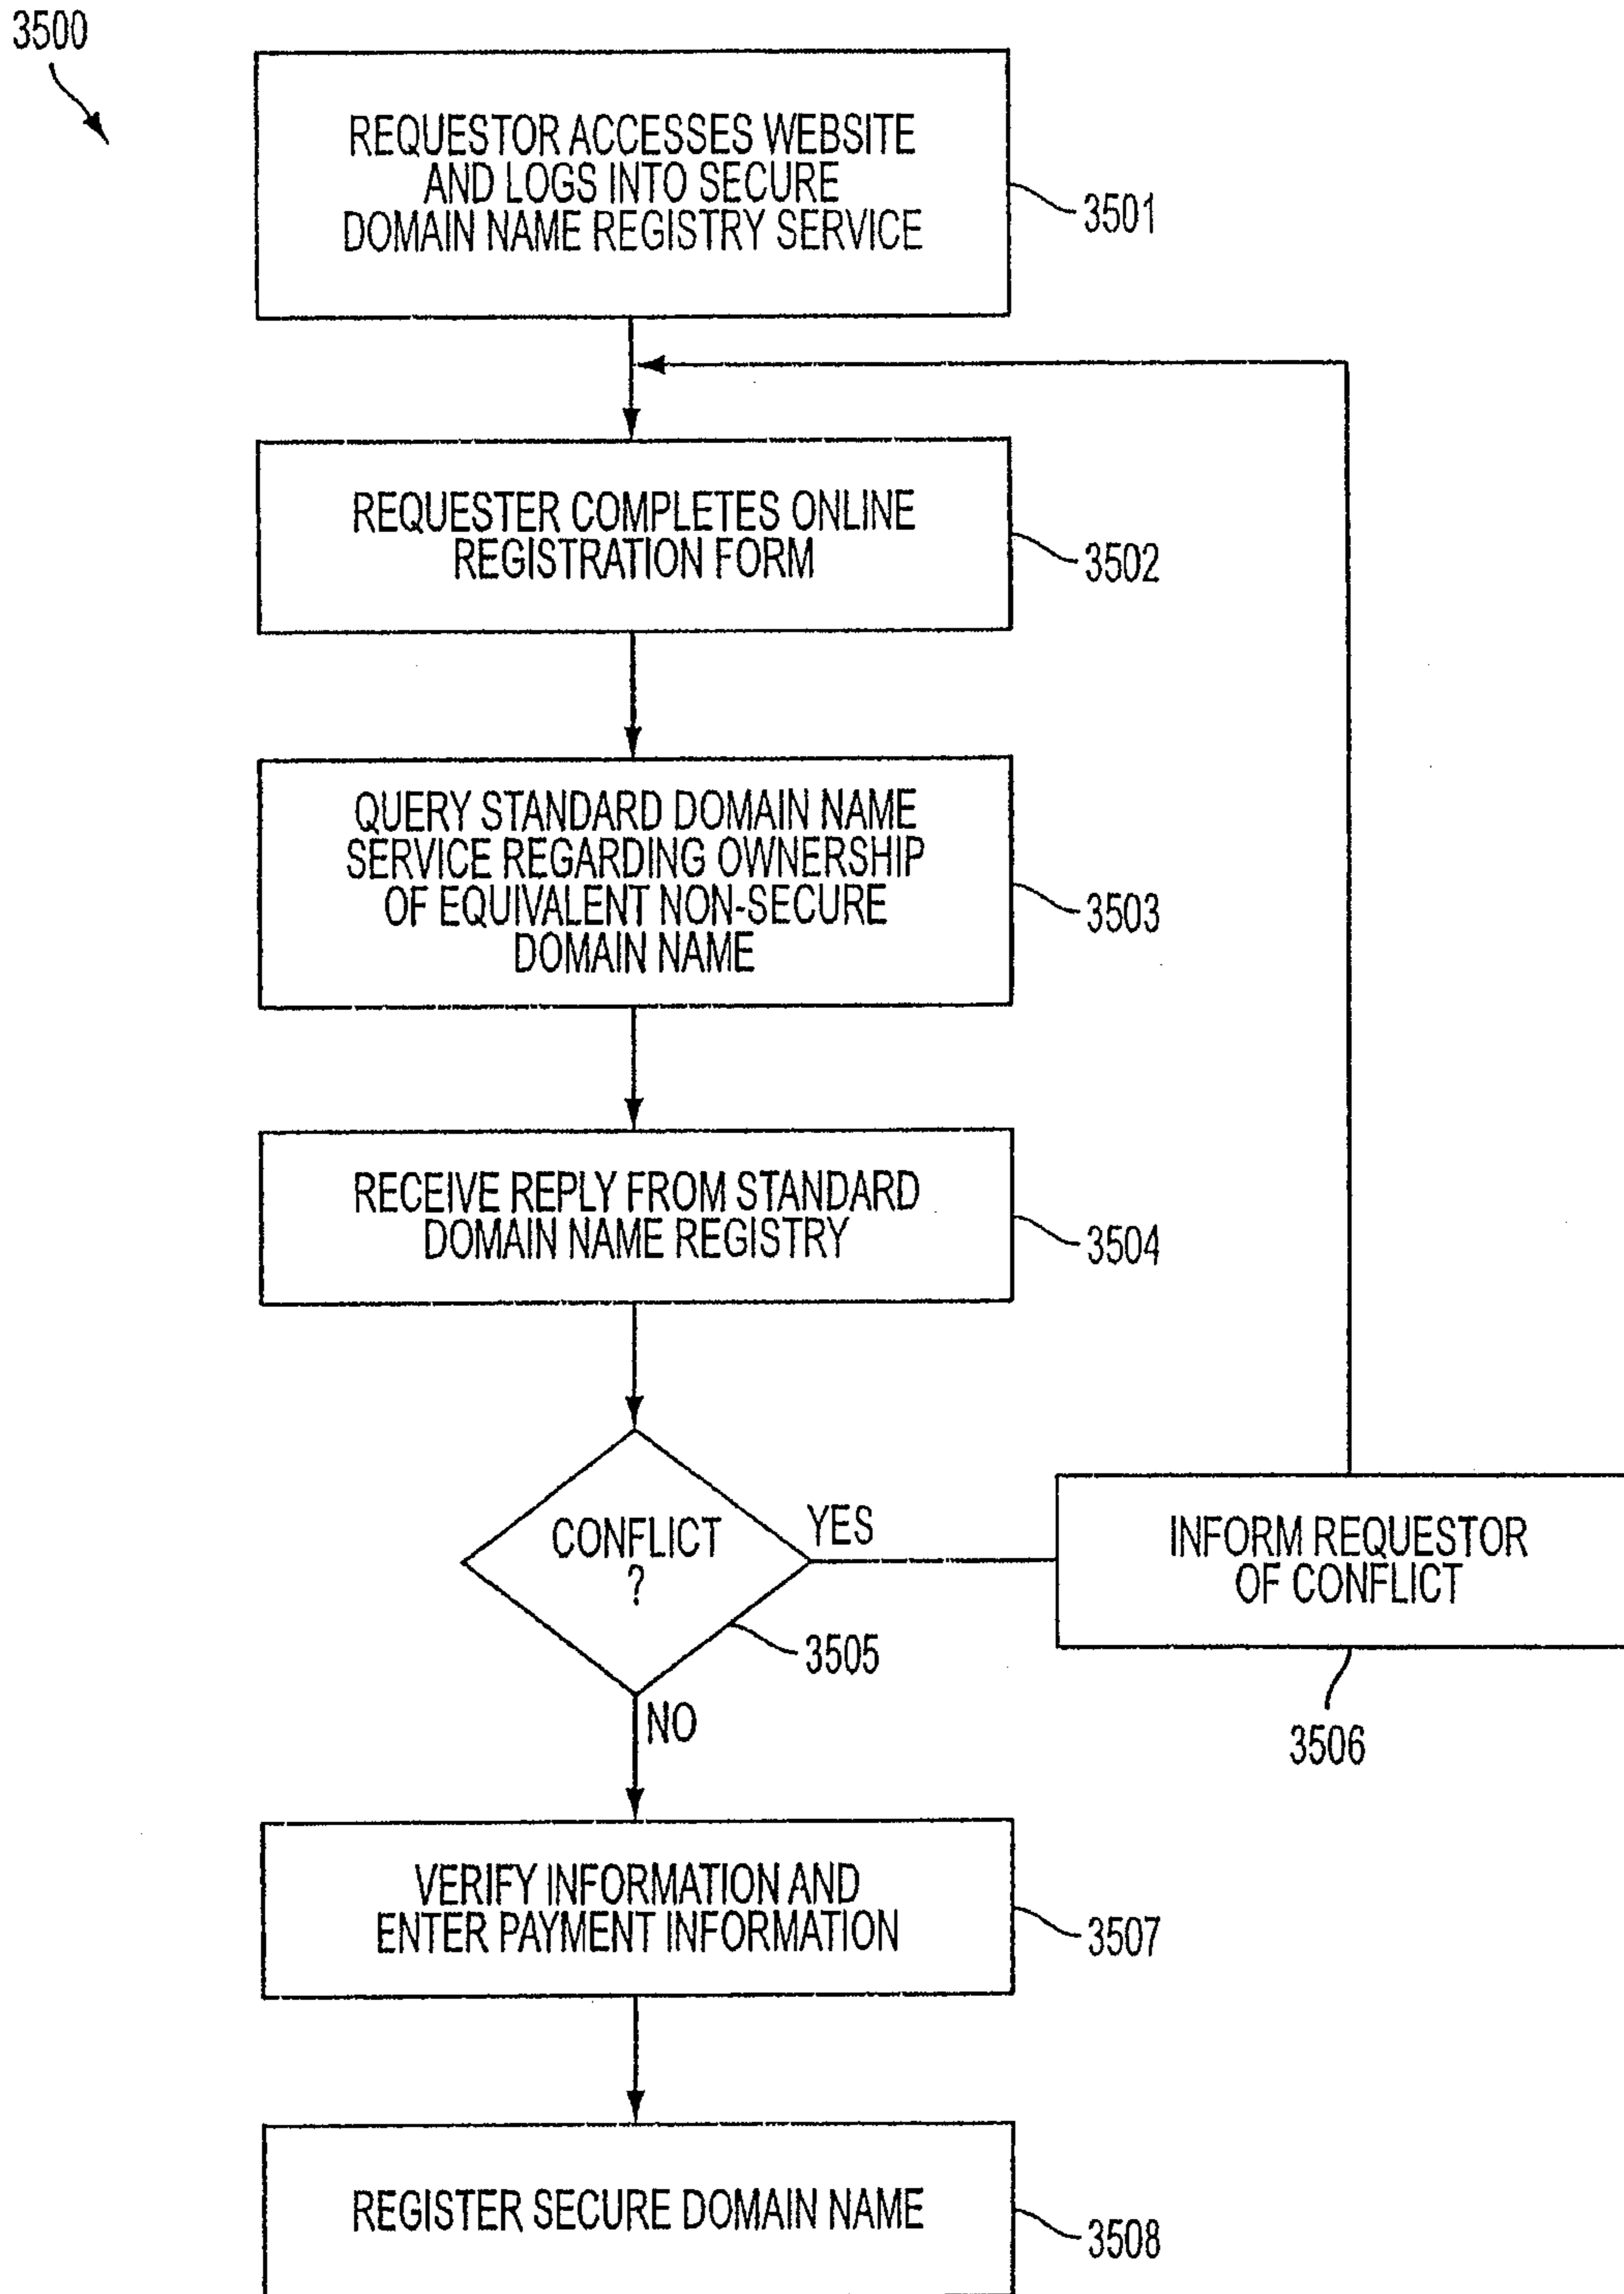 3500
REQUESTOR ACCESSES WEBSITE
AND LOGS INTO SECURE
DOMAIN NAME REGISTRY SERVICE
3501
REQUESTER COMPLETES ONLINE
REGISTRATION FORM
3502
QUERY STANDARD DOMAIN NAME
SERVICE REGARDING OWNERSHIP
OF EQUIVALENT NON-SECURE
DOMAIN NAME
3503
RECEIVE REPLY FROM STANDARD
DOMAIN NAME REGISTRY
3504
CONFLICT
?
YES
3505
INFORM REQUESTOR
OF CONFLICT
3506
NO
VERIFY INFORMATION AND
ENTER PAYMENT INFORMATION
3507
REGISTER SECURE DOMAIN NAME
3508